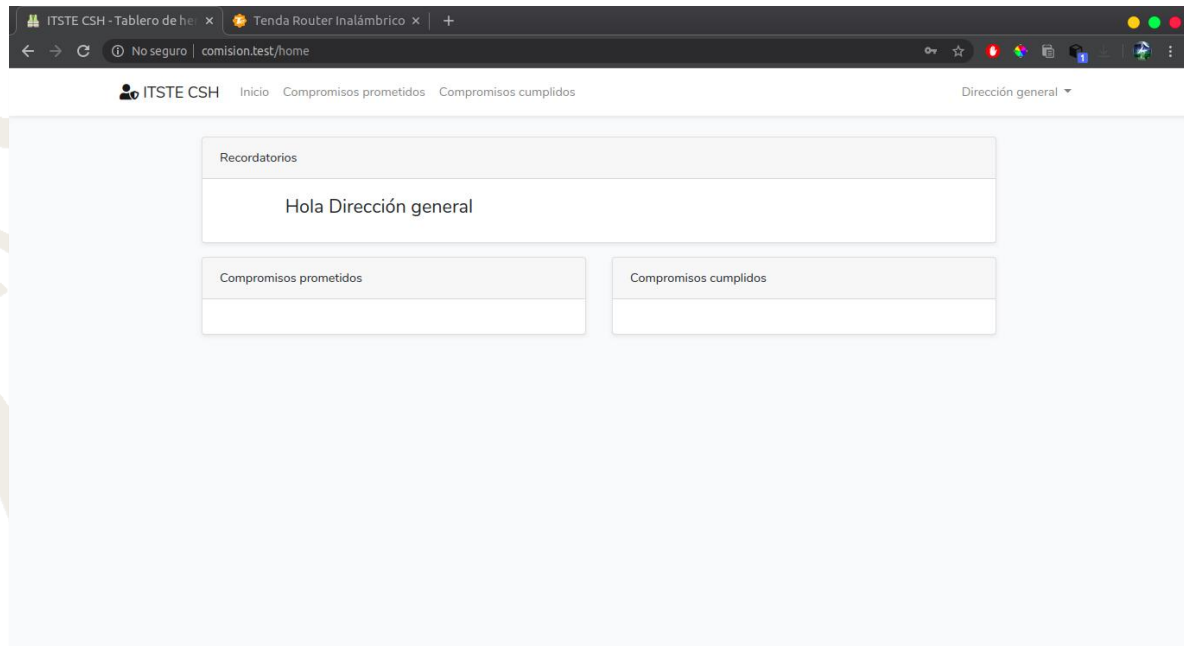 ITSTE CSH - Tablero de he
Tenda Router Inalámbrico
No seguro | comision.test/home
1
ITSTE CSH Inicio Compromisos prometidos Compromisos cumplidos Dirección general
Recordatorios
Hola Dirección general
Compromisos prometidos Compromisos cumplidos